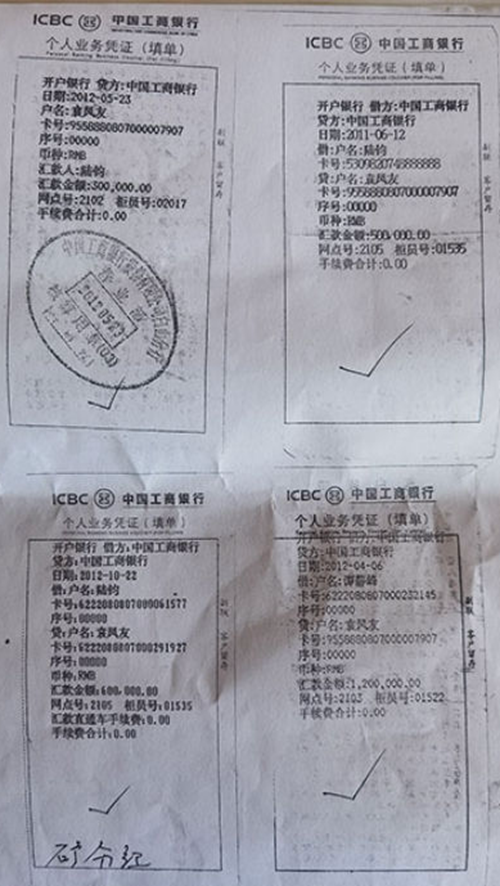 ICBC 中国工商银行
个人业务凭证（填单）
开户银行 贷方:中国工商银行
日期:2012-05-23
户名:袁凤友
卡号:9558880807000007907
序号:00000
币种:RMB
汇款人:陆钧
汇款金额:300,000.00
网点号:2102 柜员号:02017
手续费合计:0.00
ICBC 中国工商银行
个人业务凭证（填单）
开户银行 借方:中国工商银行
贷方:中国工商银行
日期:2011-06-12
借:户名:陆钧
卡号:5309820748888888
贷:户名:袁凤友
卡号:9558880807000007907
序号:00000
币种:RMB
汇款金额:500,000.00
网点号:2105 柜员号:01535
手续费合计:0.00
ICBC 中国工商银行
个人业务凭证（填单）
开户银行 借方:中国工商银行
贷方:中国工商银行
日期:2012-10-22
借:户名:陆钧
卡号:6222080807000061577
序号:00000
贷:户名:袁凤友
卡号:6222080807000291927
序号:00000
币种:RMB
汇款金额:600,000.00
网点号:2105 柜员号:01535
汇款直通车手续费:0.00
手续费合计:0.00
ICBC 中国工商银行
个人业务凭证（填单）
贷方:中国工商银行
日期:2012-04-06
卡号:6222080807000232145
序号:00000
贷:户名:袁凤友
卡号:9558880807000007907
序号:00000
币种:RMB
汇款金额:1,200,000.00
网点号:2103 柜员号:01522
手续费合计:0.00